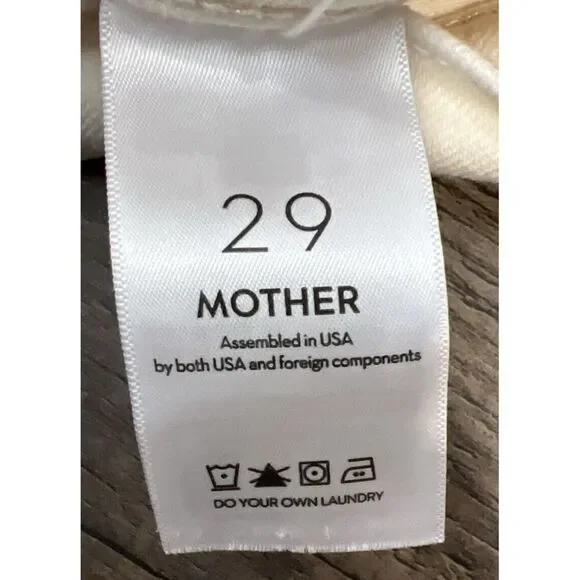 29
MOTHER
Assembled in USA
by both USA and foreign components
DO YOUR OWN LAUNDRY